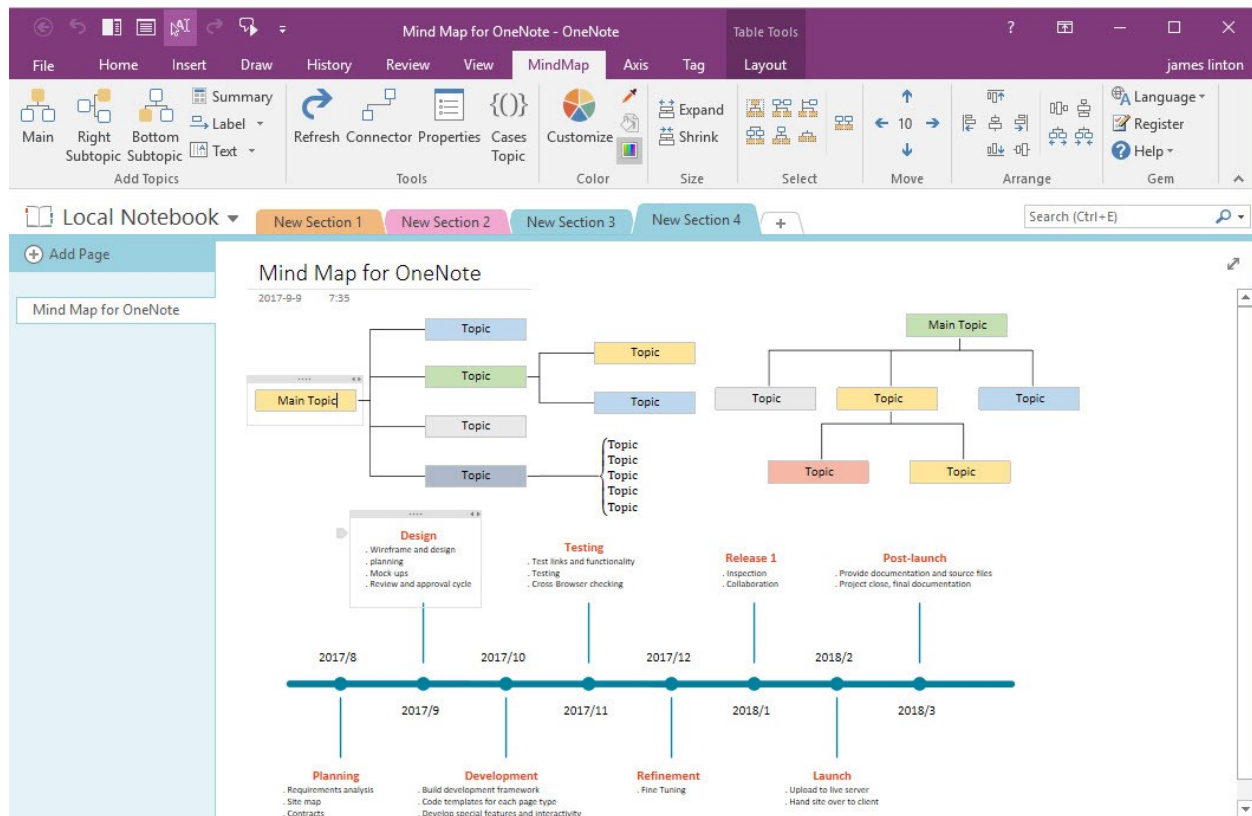 Mind Map for OneNote - OneNote
Table Tools
?
File Home Insert Draw History Review View MindMap Axis Tag Layout
james linton
Main
Right Subtopic
Bottom Subtopic
Summary
Label
Text
Add Topics
Refresh
Connector
Properties
{()}
Cases Topic
Tools
Customize
Color
Expand
Shrink
Size
Select
10
Move
Arrange
Language
Register
Help
Gem
Local Notebook
New Section 1
New Section 2
New Section 3
New Section 4
+
Search (Ctrl+E)
Add Page
Mind Map for OneNote
Mind Map for OneNote
2017-9-9 7:35
Main Topic
Topic
Topic
Topic
Topic
Topic
Topic
Topic
Topic
Topic
Topic
Topic
Main Topic
Topic
Topic
Topic
Topic
Topic
Design
. Wireframe and design
. planning
. Mock-ups
. Review and approval cycle
Testing
. Test links and functionality
. Testing
. Cross Browser checking
Release 1
. Inspection
. Collaboration
Post-launch
. Provide documentation and source files
. Project close, final documentation
2017/8 2017/10 2017/12 2018/2
2017/9 2017/11 2018/1 2018/3
Planning
. Requirements analysis
. Site map
. Contracts
Development
. Build development framework
. Code templates for each page type
. Develop special features and interactivity
Refinement
. Fine Tuning
Launch
. Upload to live server
. Hand site over to client